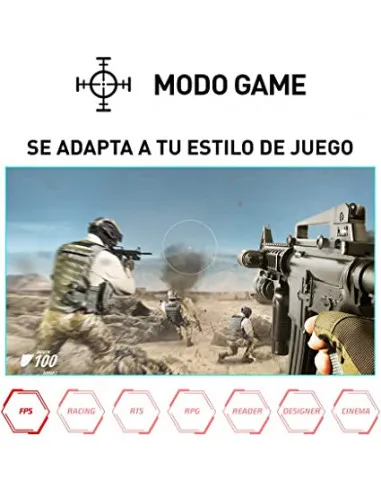 MODO GAME
SE ADAPTA A TU ESTILO DE JUEGO
100
FPS
RACING
RTS
RPG
READER
DESIGNER
CINEMA